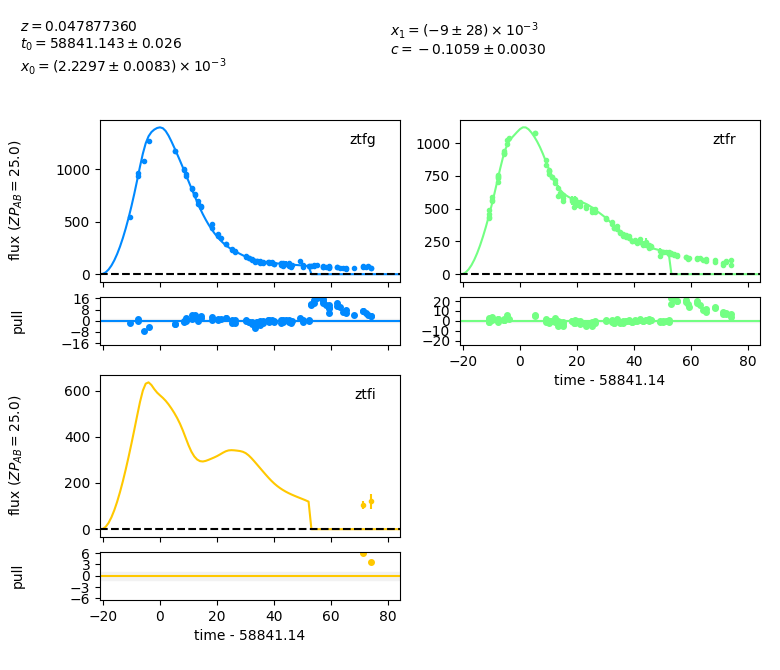 z = 0.047877360
t₀ = 58841.143 ± 0.026
x₀ = (2.2297 ± 0.0083) × 10⁻³
x₁ = (−9 ± 28) × 10⁻³
c = −0.1059 ± 0.0030
ztfg
flux (ZP_AB = 25.0)
1000
500
0
ztfr
1000
750
500
250
0
pull
16
8
0
−8
−16
20
10
0
−10
−20
−20 0 20 40 60 80
time - 58841.14
ztfi
flux (ZP_AB = 25.0)
600
400
200
0
pull
6
3
0
−3
−6
−20 0 20 40 60 80
time - 58841.14